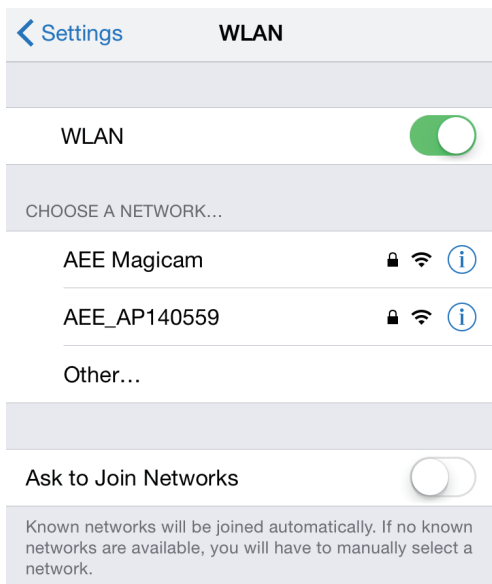 Settings WLAN
WLAN
CHOOSE A NETWORK...
AEE Magicam
AEE_AP140559
Other...
Ask to Join Networks
Known networks will be joined automatically. If no known
networks are available, you will have to manually select a
network.